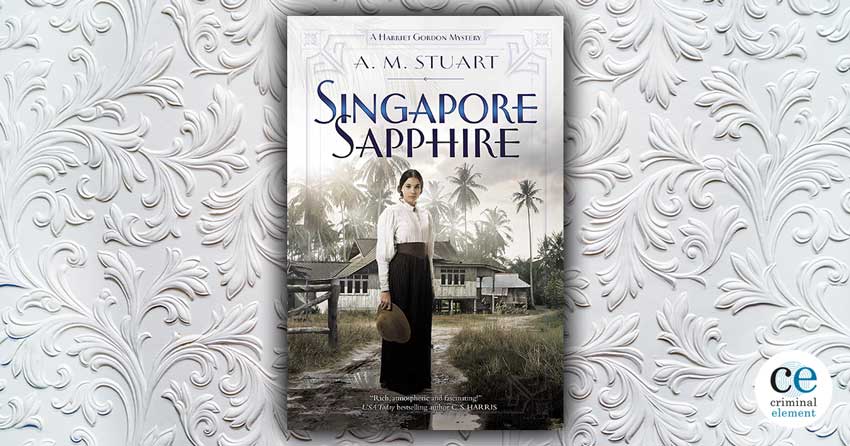 A HARRIET GORDON MYSTERY
A. M. STUART
SINGAPORE
SAPPHIRE
"Rich, atmospheric and fascinating!"
USA Today bestselling author C. S. HARRIS
ce
criminal
element